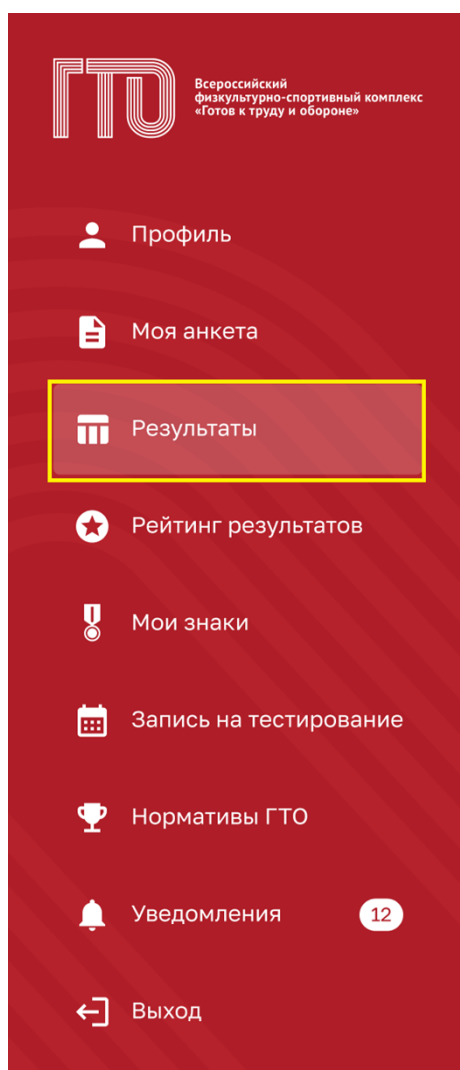 ГТО
Всероссийский
физкультурно-спортивный комплекс
«Готов к труду и обороне»
Профиль
Моя анкета
Результаты
Рейтинг результатов
Мои знаки
Запись на тестирование
Нормативы ГТО
Уведомления 12
Выход